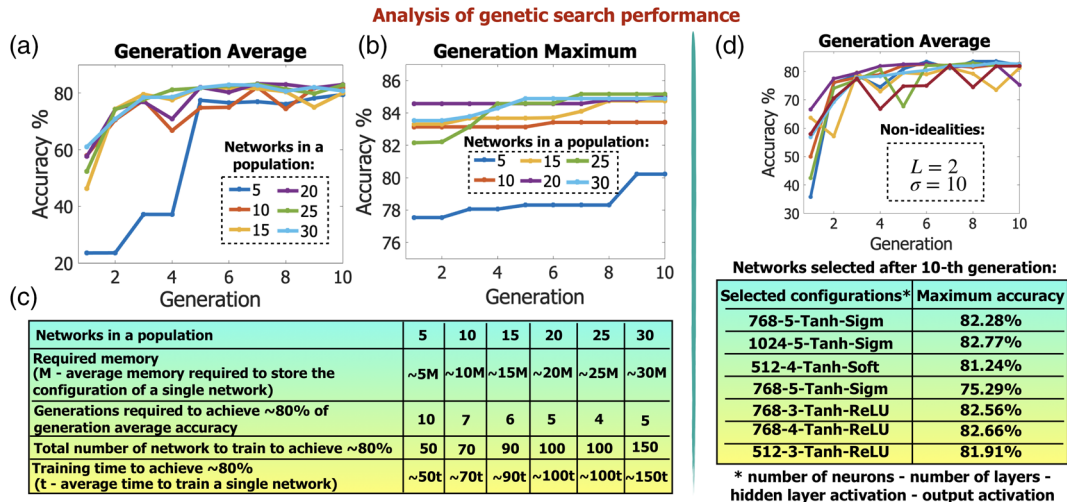 Analysis of genetic search performance
(a)
Generation Average
Accuracy %
80
60
40
20
2
4
6
8
10
Generation
Networks in a
population:
5
20
10
25
15
30
(b)
Generation Maximum
Accuracy %
86
84
82
80
78
76
2
4
6
8
10
Generation
Networks in a population:
5
15
25
10
20
30
(c)
Networks in a population 5 10 15 20 25 30
Required memory
(M - average memory required to store the
configuration of a single network)
~5M ~10M ~15M ~20M ~25M ~30M
Generations required to achieve ~80% of
generation average accuracy
10 7 6 5 4 5
Total number of network to train to achieve ~80% 50 70 90 100 100 150
Training time to achieve ~80%
(t - average time to train a single network)
~50t ~70t ~90t ~100t ~100t ~150t
(d)
Generation Average
Accuracy %
80
70
60
50
40
30
2
4
6
8
10
Generation
Non-idealities:
L = 2
σ = 10
Networks selected after 10-th generation:
Selected configurations* Maximum accuracy
768-5-Tanh-Sigm 82.28%
1024-5-Tanh-Sigm 82.77%
512-4-Tanh-Soft 81.24%
768-5-Tanh-Sigm 75.29%
768-3-Tanh-ReLU 82.56%
768-4-Tanh-ReLU 82.66%
512-3-Tanh-ReLU 81.91%
* number of neurons - number of layers -
hidden layer activation - output activation